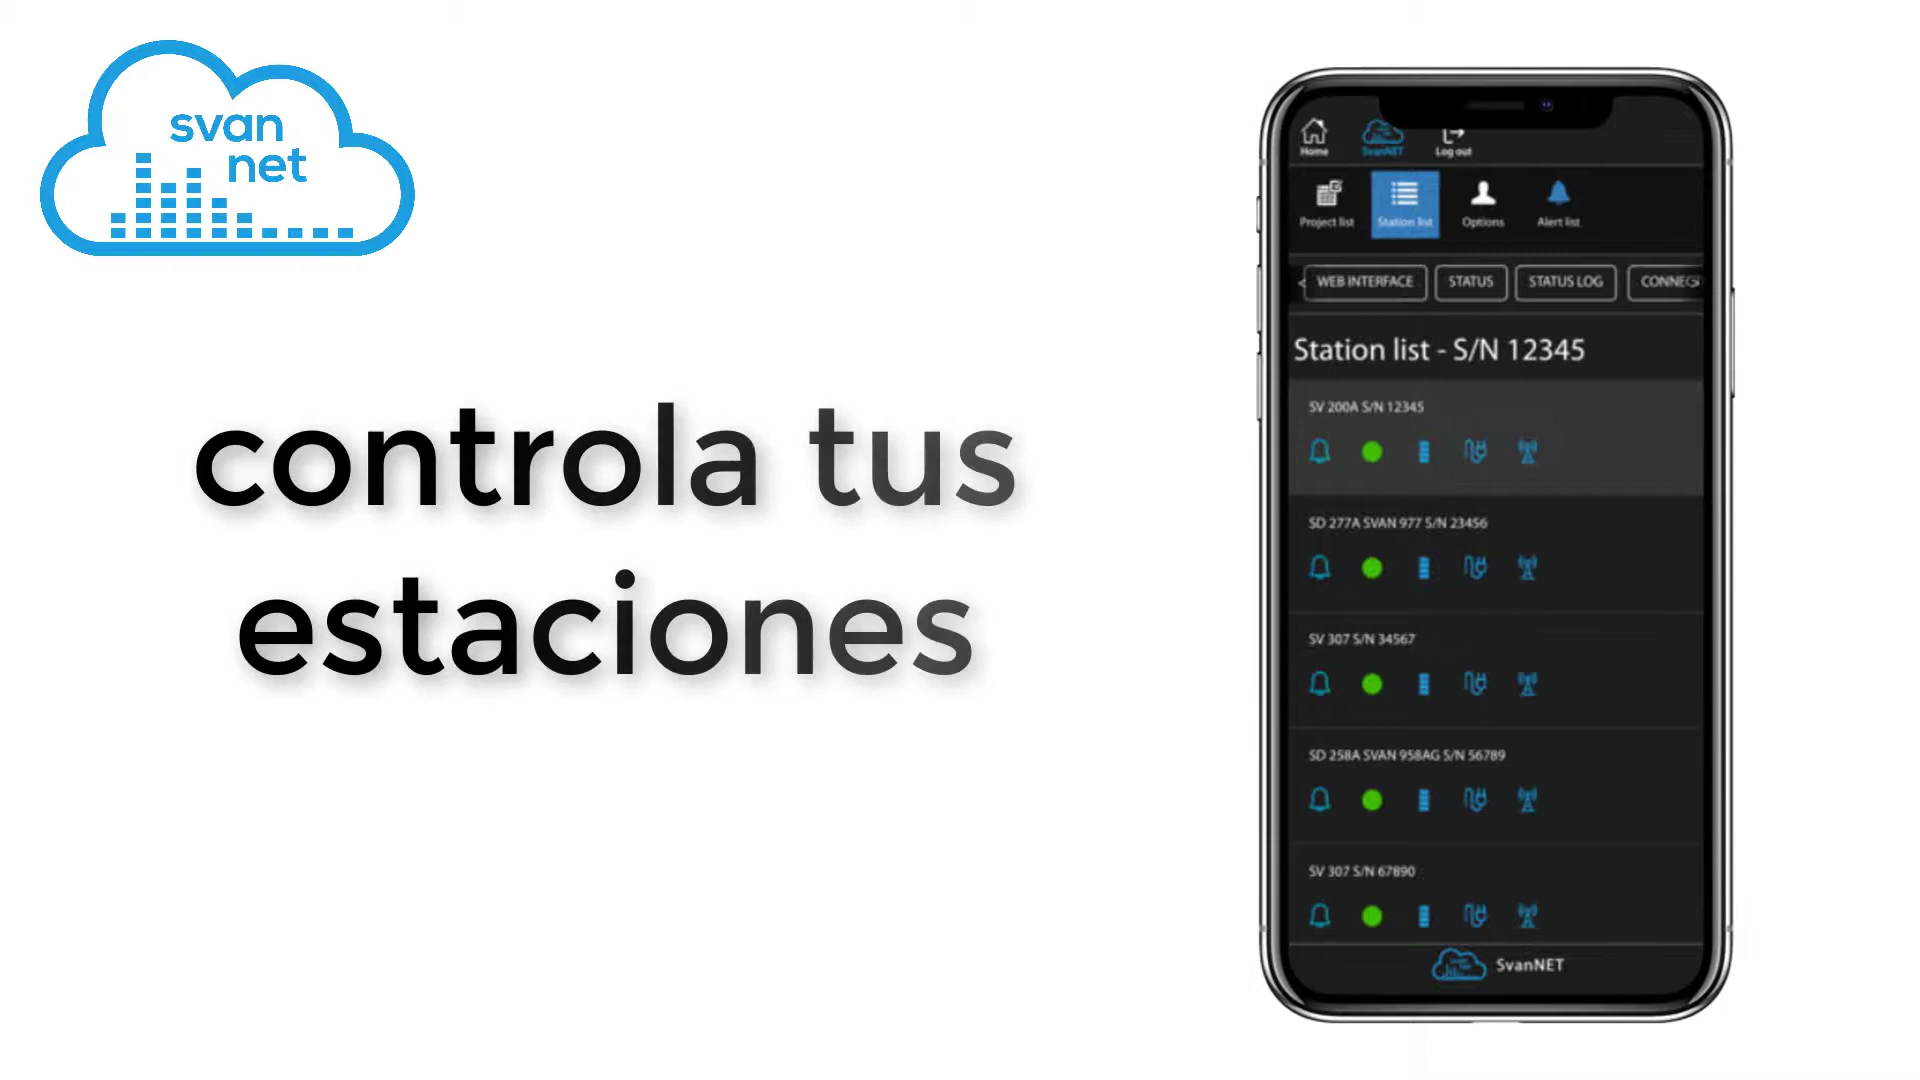 svan
net
controla tus
estaciones
Home
SvanNET
Log out
Project list
Station list
Options
Alert list
WEB INTERFACE
STATUS
STATUS LOG
Station list - S/N 12345
SV 200A S/N 12345
SD 277A SVAN 977 S/N 23456
SV 307 S/N 34567
SD 258A SVAN 958AG S/N 56789
SV 307 S/N 67890
SvanNET